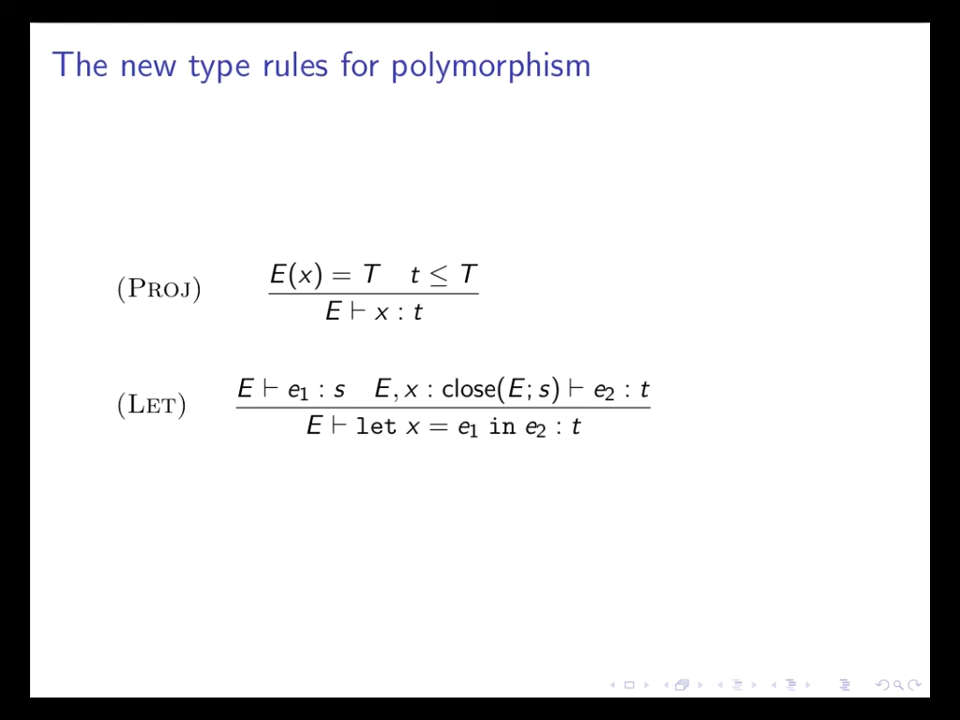 The new type rules for polymorphism
(PROJ)
E(x) = T t ≤ T
E ⊢ x : t
(LET)
E ⊢ e₁ : s E, x : close(E; s) ⊢ e₂ : t
E ⊢ let x = e₁ in e₂ : t